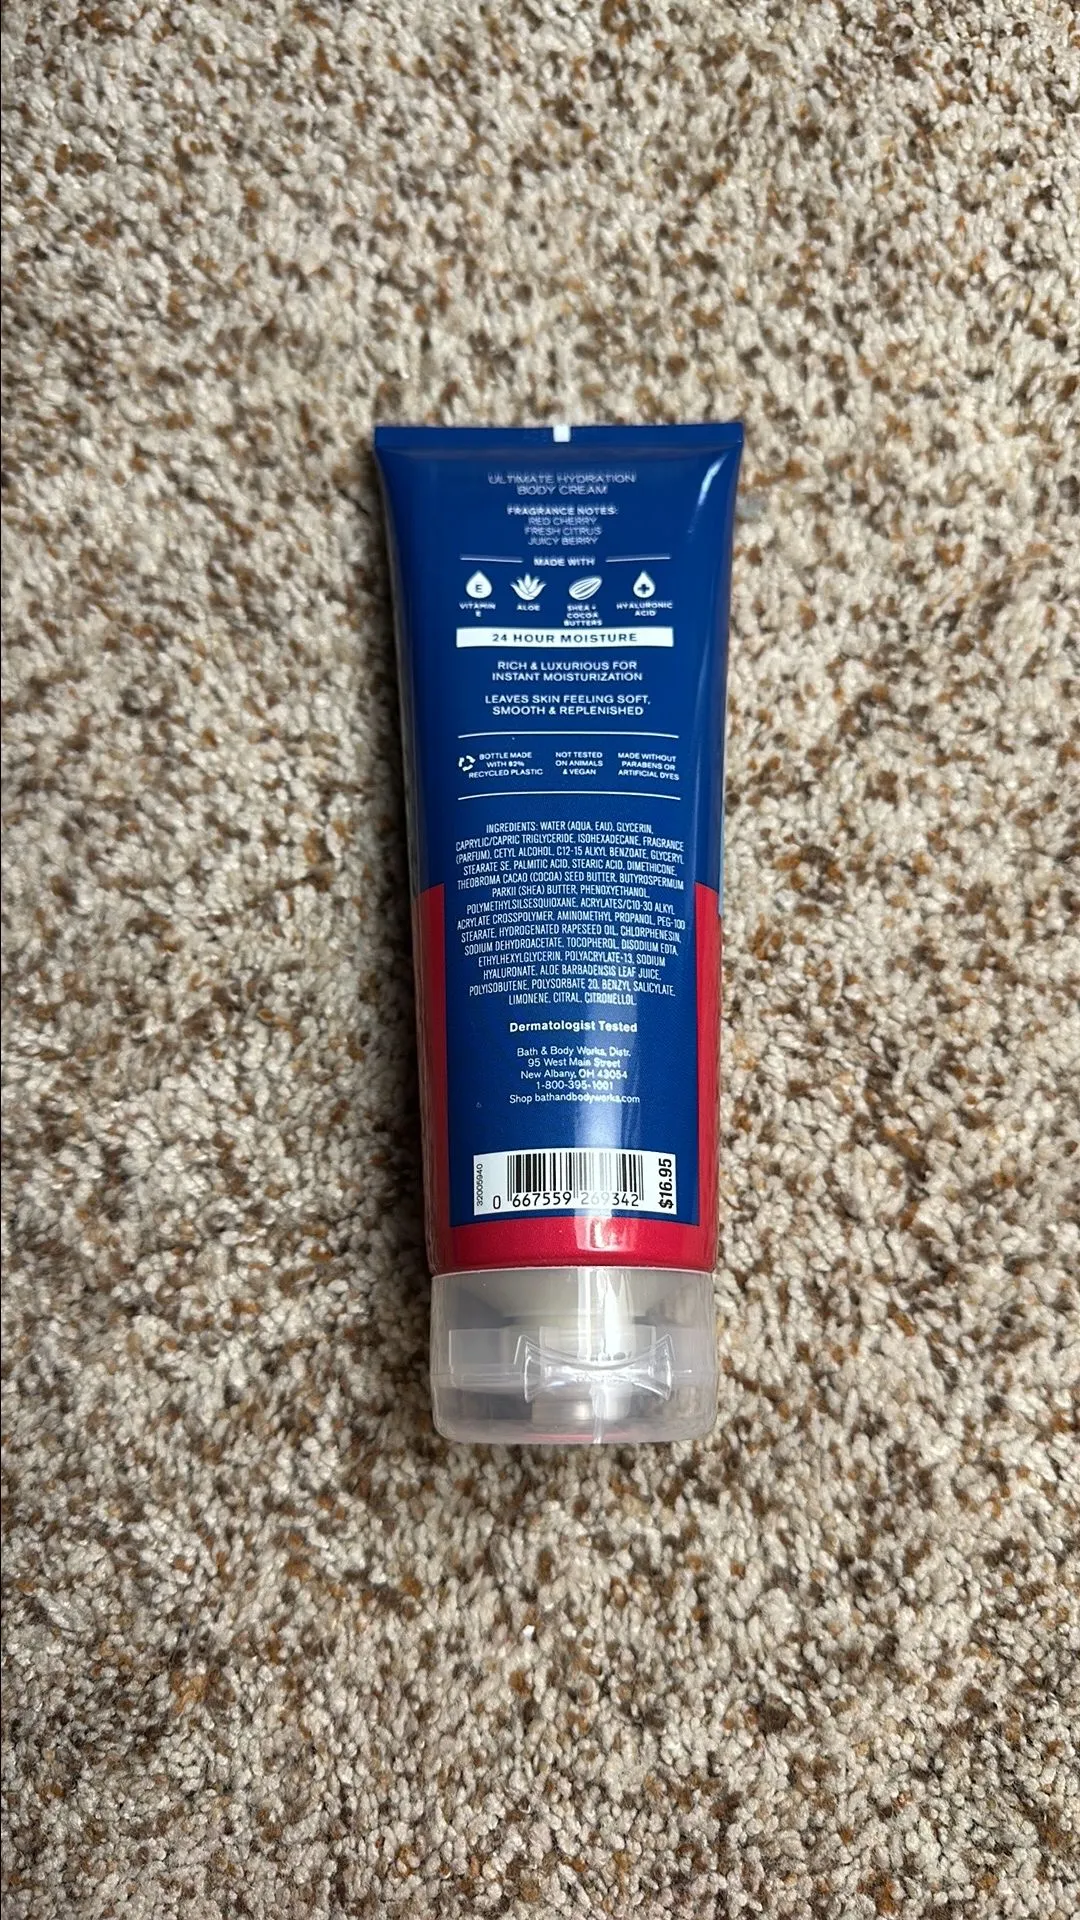 ULTIMATE HYDRATION
BODY CREAM
FRAGRANCE NOTES:
RED CHERRY
FRESH CITRUS
JUICY BERRY
MADE WITH
E
VITAMIN
E
ALOE
SHEA +
COCOA
BUTTERS
HYALURONIC
ACID
24 HOUR MOISTURE
RICH & LUXURIOUS FOR
INSTANT MOISTURIZATION
LEAVES SKIN FEELING SOFT,
SMOOTH & REPLENISHED
BOTTLE MADE
WITH 82%
RECYCLED PLASTIC
NOT TESTED
ON ANIMALS
& VEGAN
MADE WITHOUT
PARABENS OR
ARTIFICIAL DYES
INGREDIENTS: WATER (AQUA, EAU), GLYCERIN,
CAPRYLIC/CAPRIC TRIGLYCERIDE, ISOHEXADECANE, FRAGRANCE
(PARFUM), CETYL ALCOHOL, C12-15 ALKYL BENZOATE, GLYCERYL
STEARATE SE, PALMITIC ACID, STEARIC ACID, DIMETHICONE,
THEOBROMA CACAO (COCOA) SEED BUTTER, BUTYROSPERMUM
PARKII (SHEA) BUTTER, PHENOXYETHANOL,
POLYMETHYLSILSESQUIOXANE, ACRYLATES/C10-30 ALKYL
ACRYLATE CROSSPOLYMER, AMINOMETHYL PROPANOL, PEG-100
STEARATE, HYDROGENATED RAPESEED OIL, CHLORPHENESIN,
SODIUM DEHYDROACETATE, TOCOPHEROL, DISODIUM EDTA,
ETHYLHEXYLGLYCERIN, POLYACRYLATE-13, SODIUM
HYALURONATE, ALOE BARBADENSIS LEAF JUICE,
POLYISOBUTENE, POLYSORBATE 20, BENZYL SALICYLATE,
LIMONENE, CITRAL, CITRONELLOL.
Dermatologist Tested
Bath & Body Works, Distr.
95 West Main Street
New Albany, OH 43054
1-800-395-1001
Shop bathandbodyworks.com
32005940
0 667559 269342
$16.95